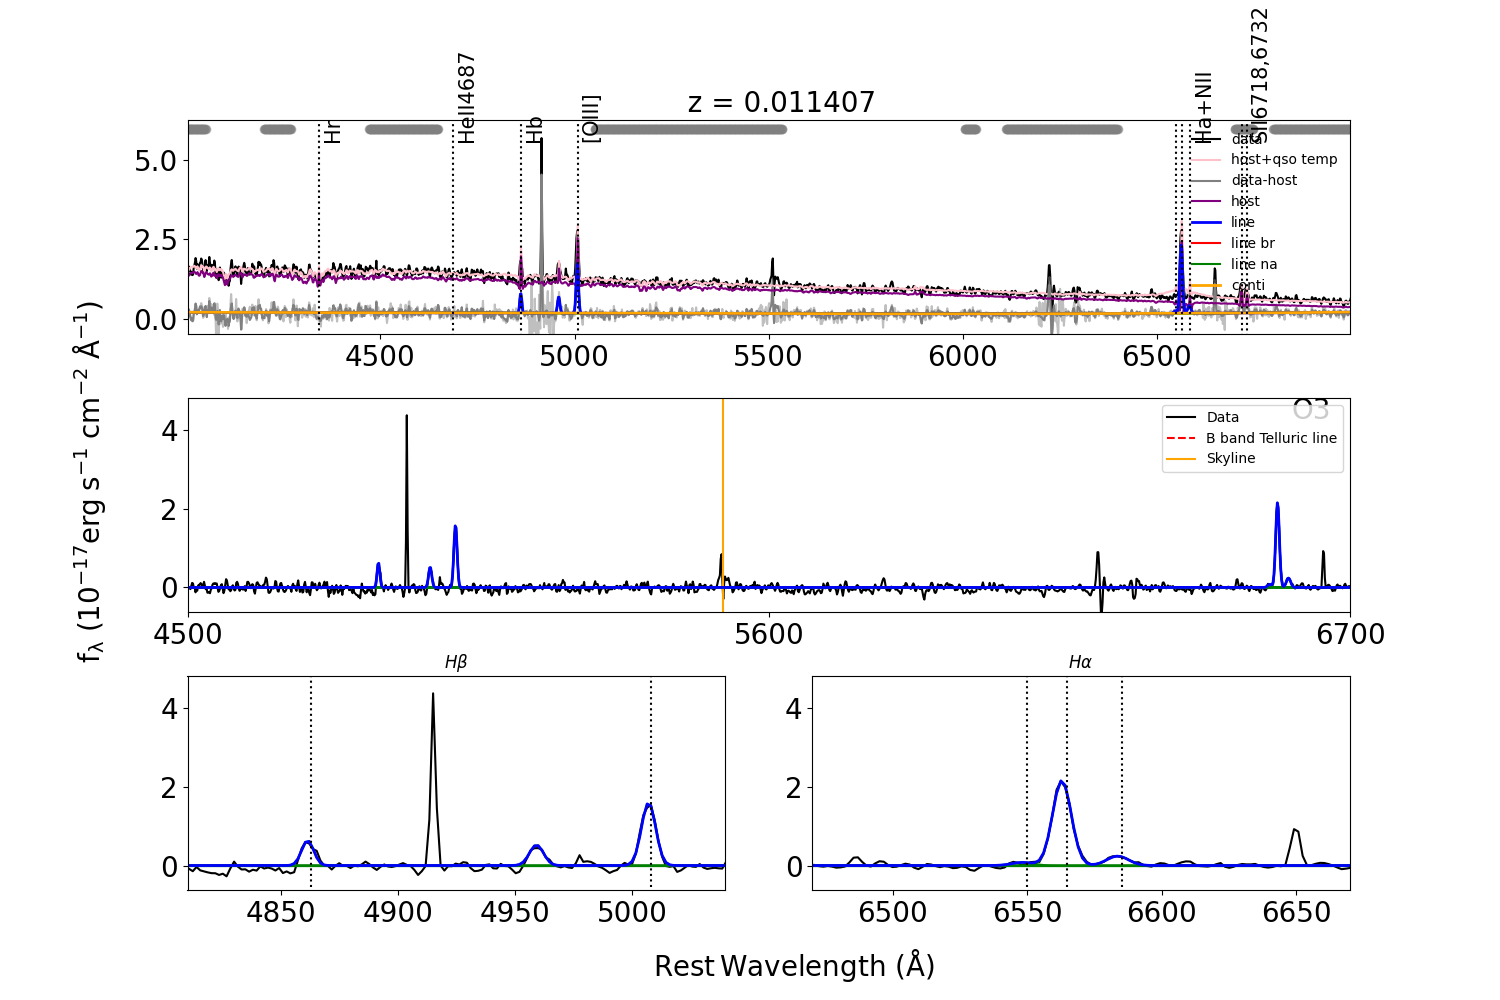 z = 0.011407
Hr
HeII4687
Hb
[OIII]
Ha+NII
SII6718,6732
data
host+qso temp
data-host
host
line
line br
line na
conti
5.0
2.5
0.0
4500
5000
5500
6000
6500
O3
Data
B band Telluric line
Skyline
4
2
0
4500
5600
6700
fλ (10⁻¹⁷erg s⁻¹ cm⁻² Å⁻¹)
Hβ
4
2
0
4850
4900
4950
5000
Hα
4
2
0
6500
6550
6600
6650
Rest Wavelength (Å)